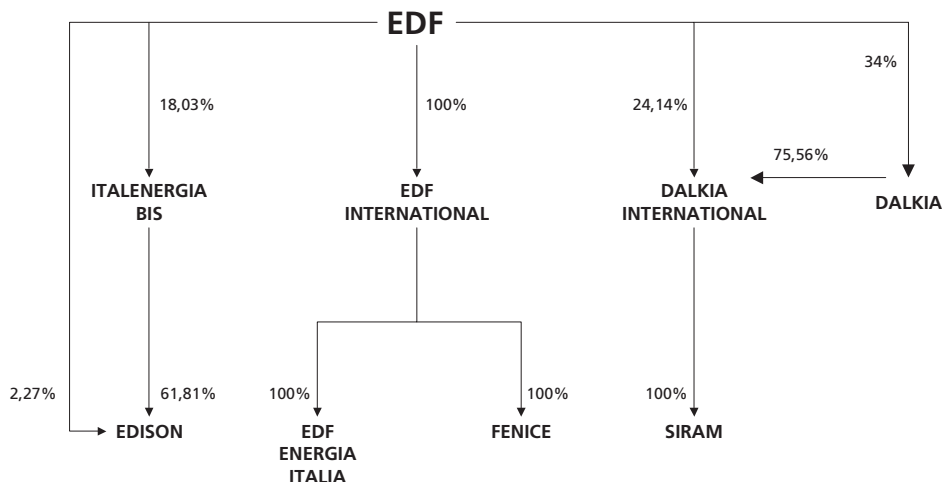 EDF
34%
18,03%
100%
24,14%
75,56%
ITALENERGIA
BIS
EDF
INTERNATIONAL
DALKIA
INTERNATIONAL
DALKIA
2,27%
61,81%
100%
100%
100%
EDISON
EDF
ENERGIA
ITALIA
FENICE
SIRAM